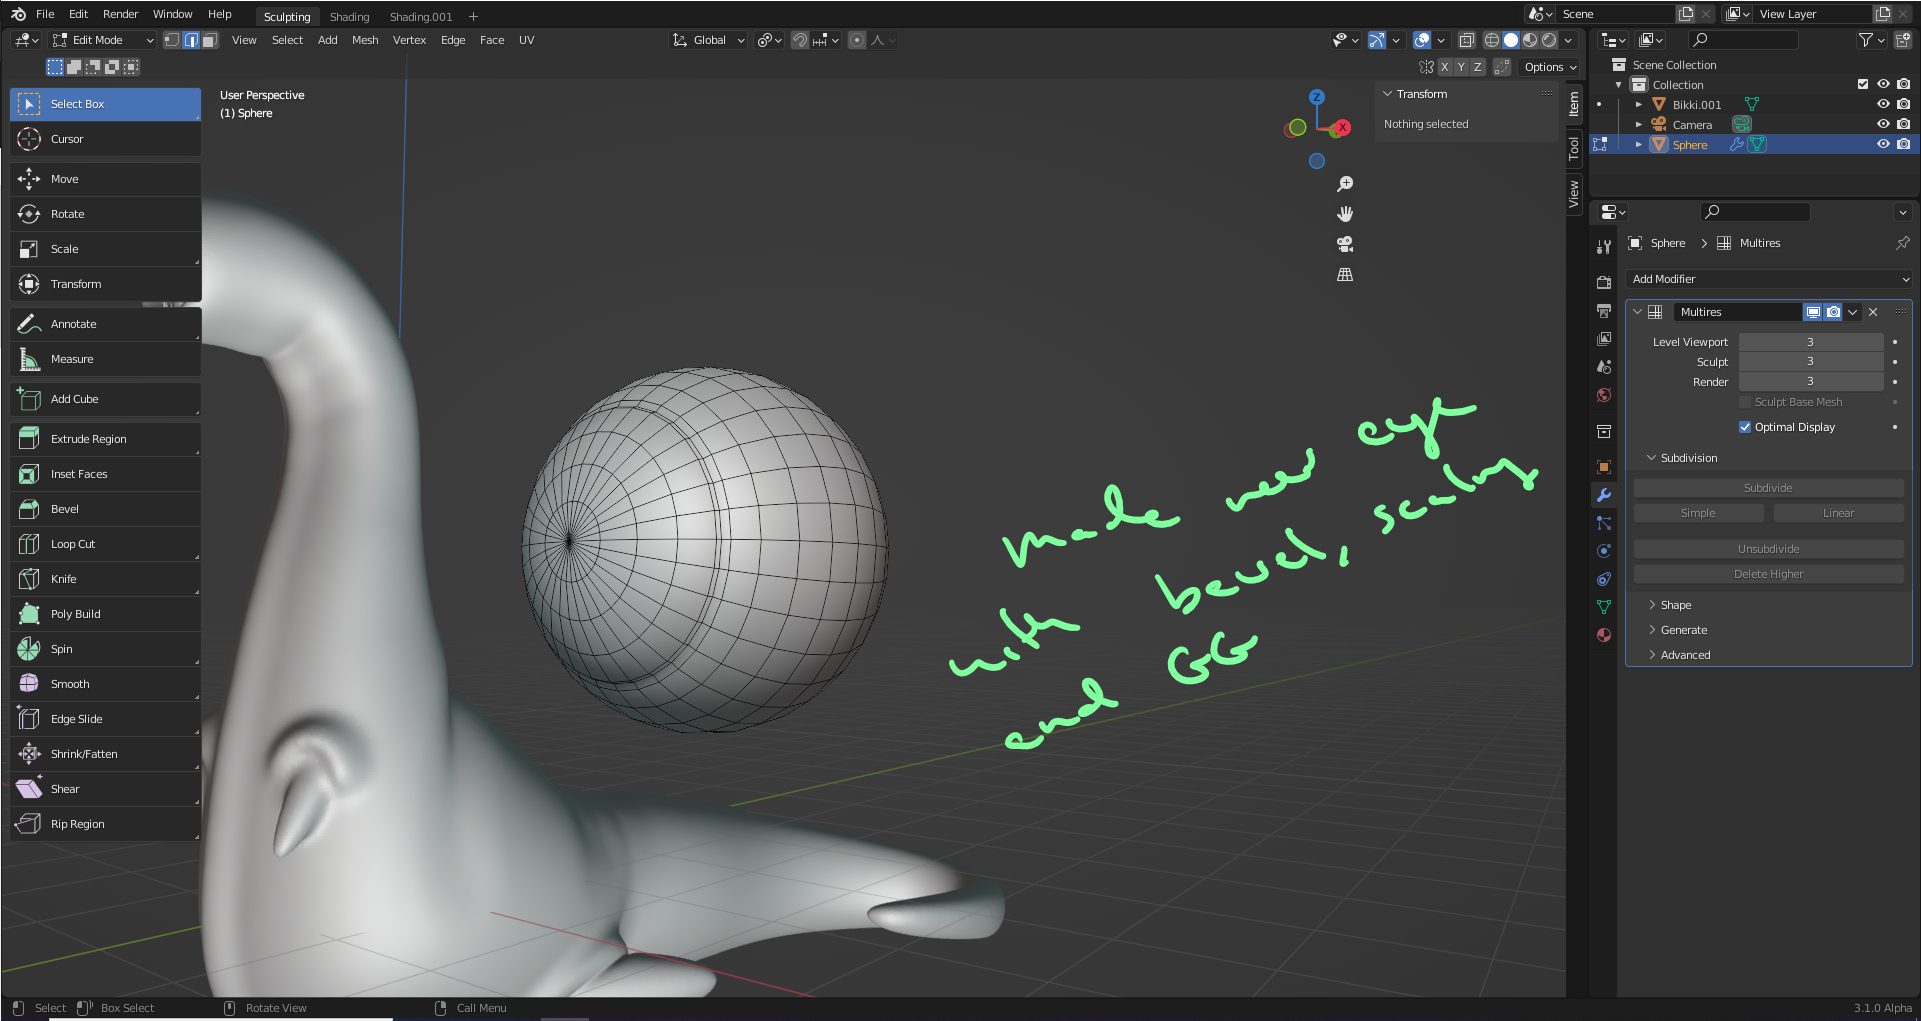 File Edit Render Window Help Sculpting Shading Shading.001 + Scene View Layer
Edit Mode View Select Add Mesh Vertex Edge Face UV Global
X Y Z Options
User Perspective
(1) Sphere
Select Box
Cursor
Move
Rotate
Scale
Transform
Annotate
Measure
Add Cube
Extrude Region
Inset Faces
Bevel
Loop Cut
Knife
Poly Build
Spin
Smooth
Edge Slide
Shrink/Fatten
Shear
Rip Region
Z
X
Transform
Nothing selected
Item
Tool
View
made new eye
with bevel, scaling
and GG
Scene Collection
Collection
Bikki.001
Camera
Sphere
Sphere > Multires
Add Modifier
Multires
Level Viewport 3
Sculpt 3
Render 3
Sculpt Base Mesh
Optimal Display
Subdivision
Subdivide
Simple Linear
Unsubdivide
Delete Higher
Shape
Generate
Advanced
Select Box Select Rotate View Call Menu 3.1.0 Alpha